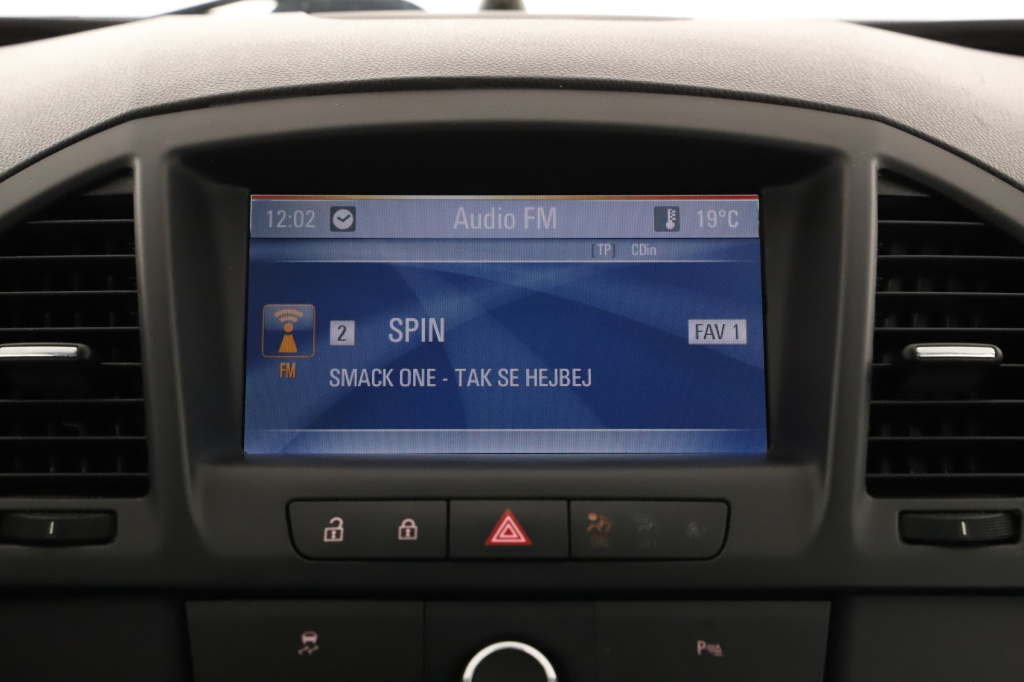 12:02 Audio FM 19°C
[TP] CDin
2 SPIN FAV 1
FM
SMACK ONE - TAK SE HEJBEJ